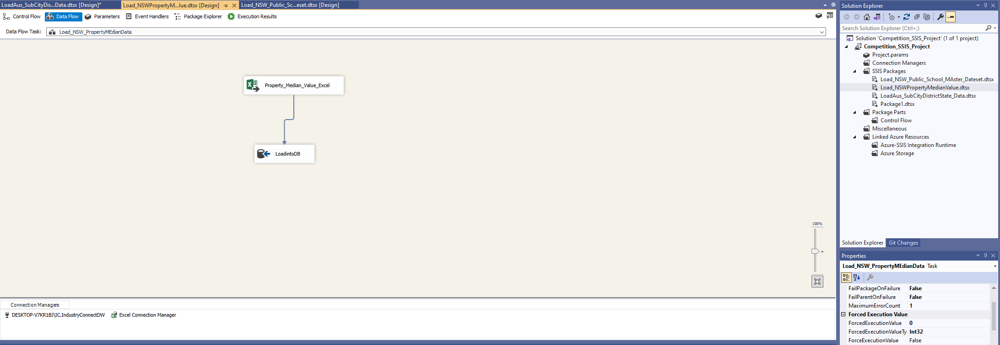 LoadAus_SubCityDis...Data.dtsx [Design]*
Load_NSWPropertyM...lue.dtsx [Design]
Load_NSW_Public_Sc...eset.dtsx [Design]
Control Flow
Data Flow
Parameters
Event Handlers
Package Explorer
Execution Results
Data Flow Task:
Load_NSW_PropertyMEdianData
Property_Median_Value_Excel
LoadintoDB
100%
Connection Managers
DESKTOP-V7KR1BJ\IC.IndustryConnectDW
Excel Connection Manager
Solution Explorer
Search Solution Explorer (Ctrl+;)
Solution 'Competition_SSIS_Project' (1 of 1 project)
Competition_SSIS_Project
Project.params
Connection Managers
SSIS Packages
Load_NSW_Public_School_MAster_Dateset.dtsx
Load_NSWPropertyMedianValue.dtsx
LoadAus_SubCityDistrictState_Data.dtsx
Package1.dtsx
Package Parts
Control Flow
Miscellaneous
Linked Azure Resources
Azure-SSIS Integration Runtime
Azure Storage
Solution Explorer
Git Changes
Properties
Load_NSW_PropertyMEdianData Task
FailPackageOnFailure False
FailParentOnFailure False
MaximumErrorCount 1
Forced Execution Value
ForcedExecutionValue 0
ForcedExecutionValueTy Int32
ForceExecutionValue False